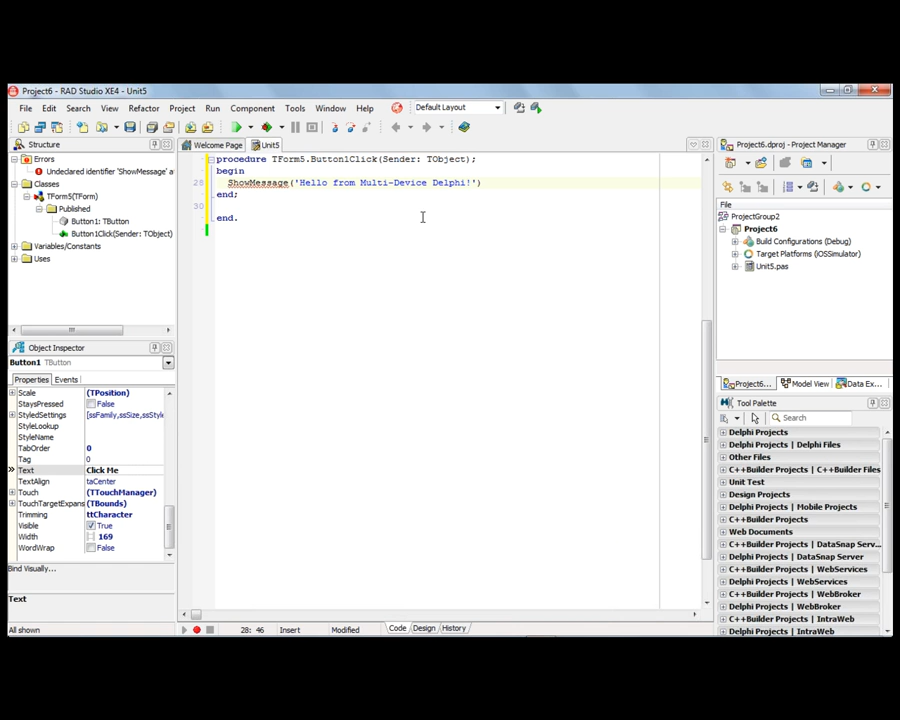 Project6 - RAD Studio XE4 - Unit5
File Edit Search View Refactor Project Run Component Tools Window Help
Default Layout
Structure
Errors
Undeclared identifier 'ShowMessage' a
Classes
TForm5(TForm)
Published
Button1: TButton
Button1Click(Sender: TObject)
Variables/Constants
Uses
Object Inspector
Button1 TButton
Properties Events
Scale (TPosition)
StaysPressed False
StyledSettings [ssFamily,ssSize,ssStyle
StyleLookup
StyleName
TabOrder 0
Tag 0
Text Click Me
TextAlign taCenter
Touch (TTouchManager)
TouchTargetExpans (TBounds)
Trimming ttCharacter
Visible True
Width 169
WordWrap False
Bind Visually...
Text
All shown
Welcome Page Unit5
procedure TForm5.Button1Click(Sender: TObject);
begin
28 ShowMessage('Hello from Multi-Device Delphi!')
end;
30
end.
28: 46 Insert Modified Code Design History
Project6.dproj - Project Manager
File
ProjectGroup2
Project6
Build Configurations (Debug)
Target Platforms (iOSSimulator)
Unit5.pas
Project6... Model View Data Ex...
Tool Palette
Search
Delphi Projects
Delphi Projects | Delphi Files
Other Files
C++Builder Projects | C++Builder Files
Unit Test
Design Projects
Delphi Projects | Mobile Projects
C++Builder Projects
Web Documents
C++Builder Projects | DataSnap Serv...
Delphi Projects | DataSnap Server
C++Builder Projects | WebServices
Delphi Projects | WebServices
C++Builder Projects | WebBroker
Delphi Projects | WebBroker
C++Builder Projects | IntraWeb
Delphi Projects | IntraWeb